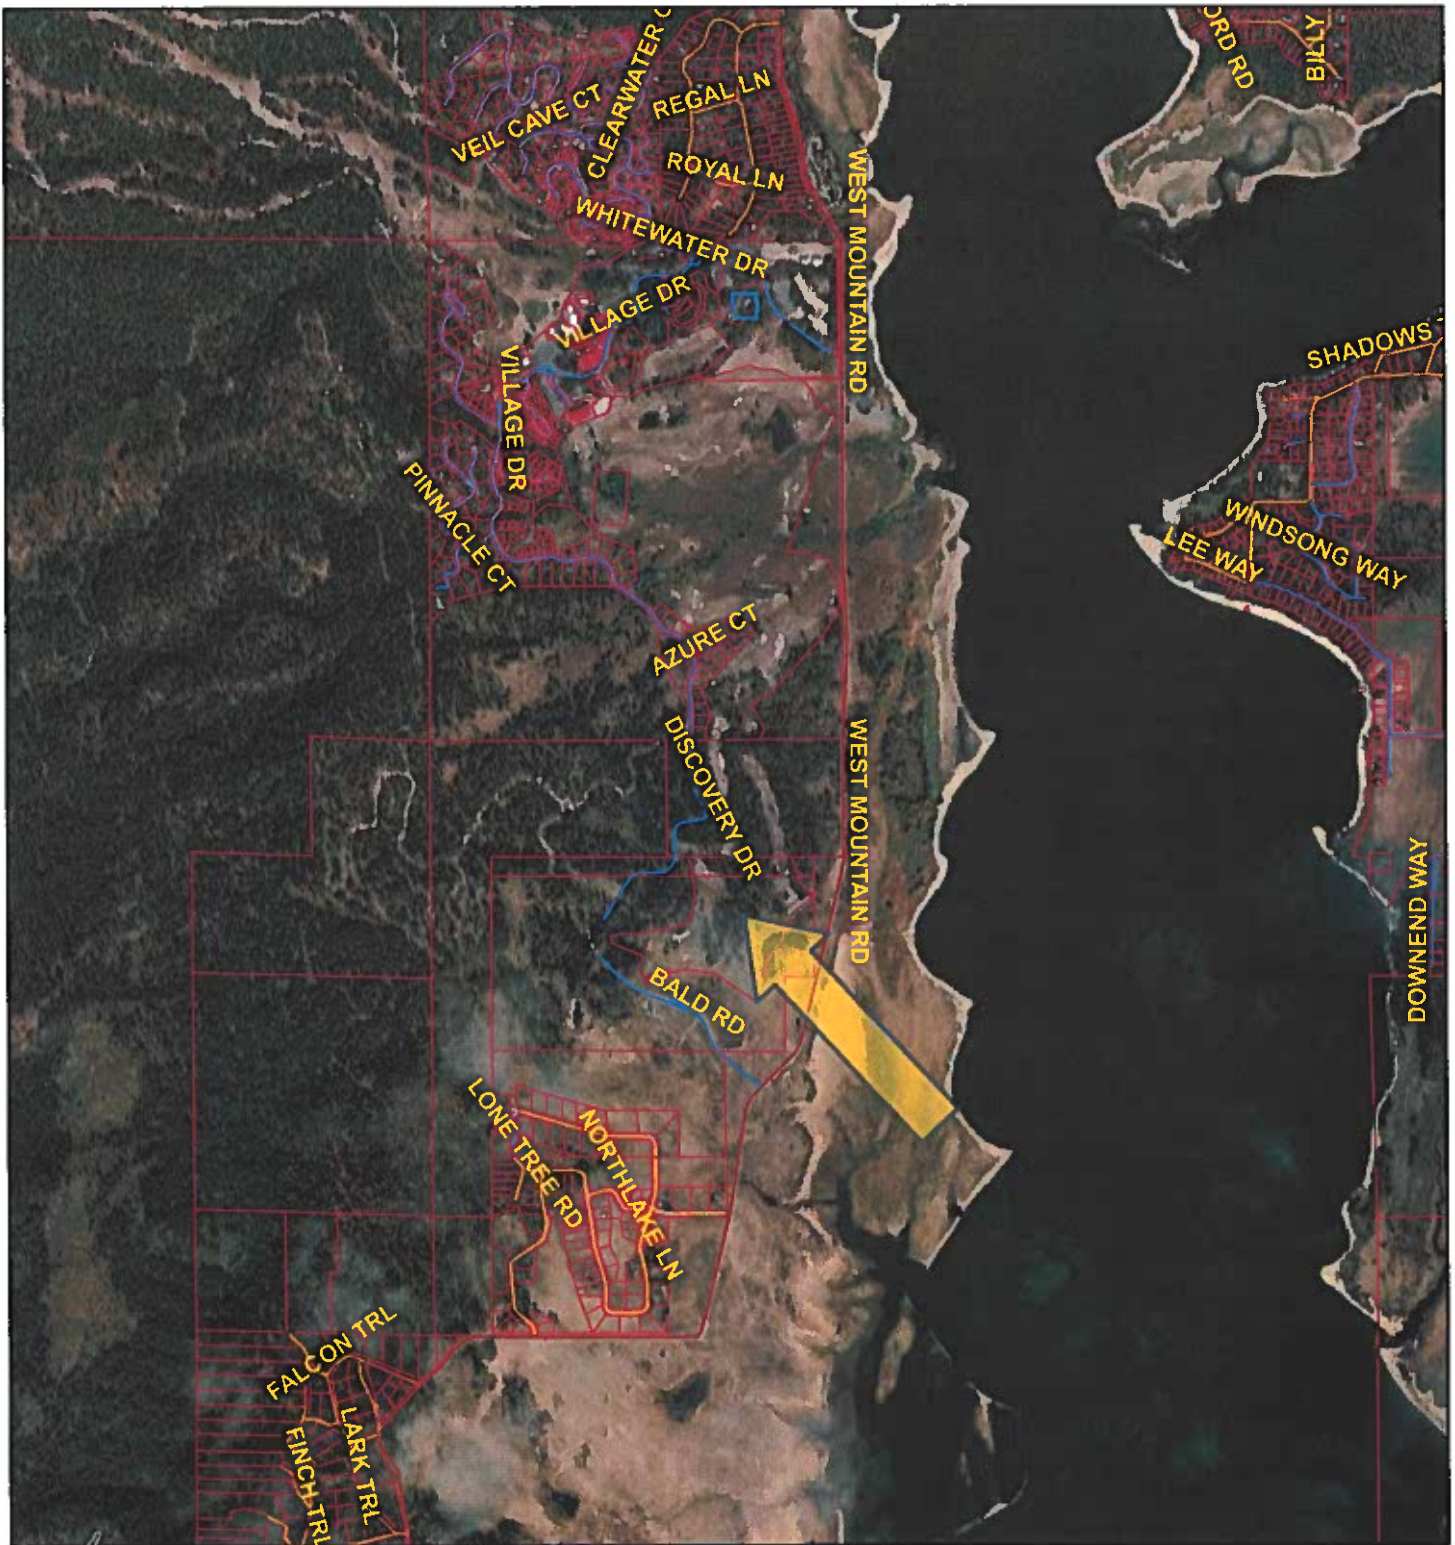 ORD RD
BILLY
CLEARWATER C
REGAL LN
VEIL CAVE CT
ROYAL LN
WEST MOUNTAIN RD
WHITEWATER DR
VILLAGE DR
SHADOWS
VILLAGE DR
PINNACLE CT
WINDSONG WAY
LEE WAY
AZURE CT
DISCOVERY DR
WEST MOUNTAIN RD
DOWNEND WAY
BALD RD
LONE TREE RD
NORTHLAKE LN
FALCON TRL
LARK TRL
FINCH TRL